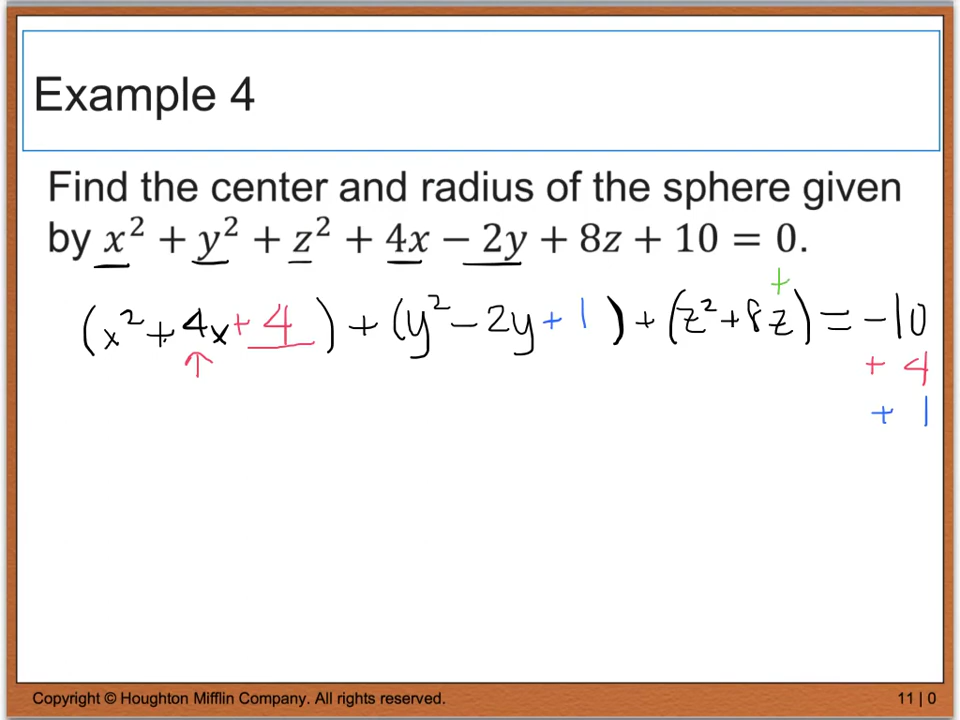 Example 4
Find the center and radius of the sphere given
by x² + y² + z² + 4x − 2y + 8z + 10 = 0.
+
(x² + 4x + 4 ) + (y² − 2y + 1 ) + (z² + 8z) = −10
+ 4
+ 1
Copyright © Houghton Mifflin Company. All rights reserved.
11 | 0